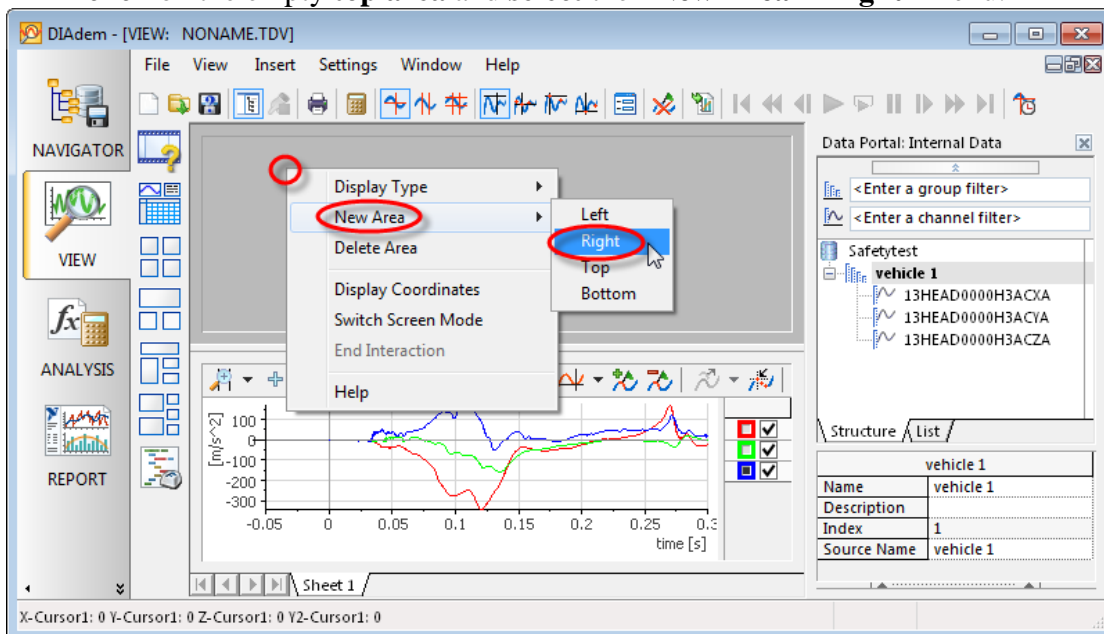 DIAdem - [VIEW: NONAME.TDV]
File View Insert Settings Window Help
NAVIGATOR
VIEW
ANALYSIS
REPORT
Display Type
New Area
Delete Area
Display Coordinates
Switch Screen Mode
End Interaction
Help
Left
Right
Top
Bottom
[m/s^2]
100
0
-100
-200
-300
-0.05 0 0.05 0.1 0.15 0.2 0.25
time [s]
Sheet 1
Data Portal: Internal Data
<Enter a group filter>
<Enter a channel filter>
Safetytest
vehicle 1
13HEAD0000H3ACXA
13HEAD0000H3ACYA
13HEAD0000H3ACZA
Structure List
vehicle 1
Name vehicle 1
Description
Index 1
Source Name vehicle 1
X-Cursor1: 0 Y-Cursor1: 0 Z-Cursor1: 0 Y2-Cursor1: 0